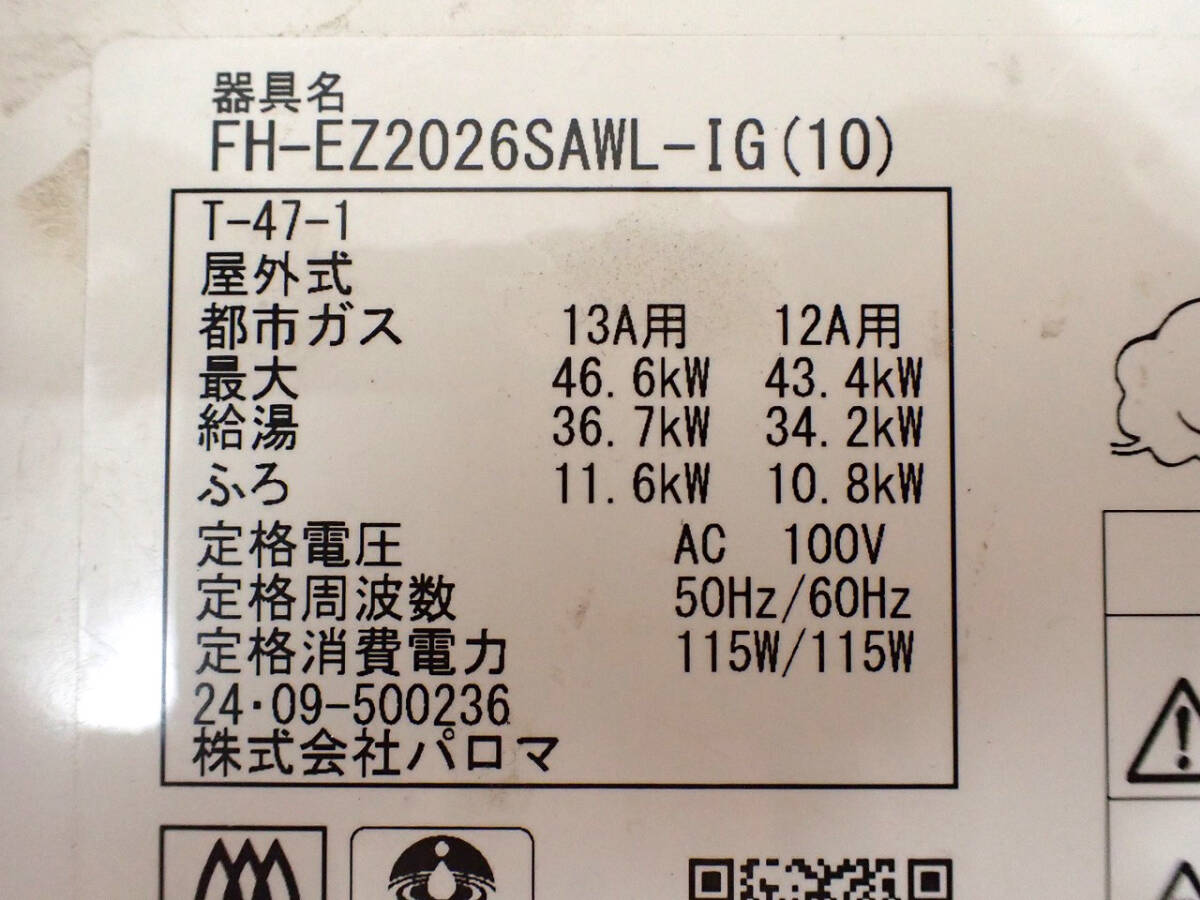 器具名
FH-EZ2026SAWL-IG(10)
T-47-1
屋外式
都市ガス 13A用 12A用
最大 46.6kW 43.4kW
給湯 36.7kW 34.2kW
ふろ 11.6kW 10.8kW
定格電圧 AC 100V
定格周波数 50Hz/60Hz
定格消費電力 115W/115W
24・09-500236
株式会社パロマ